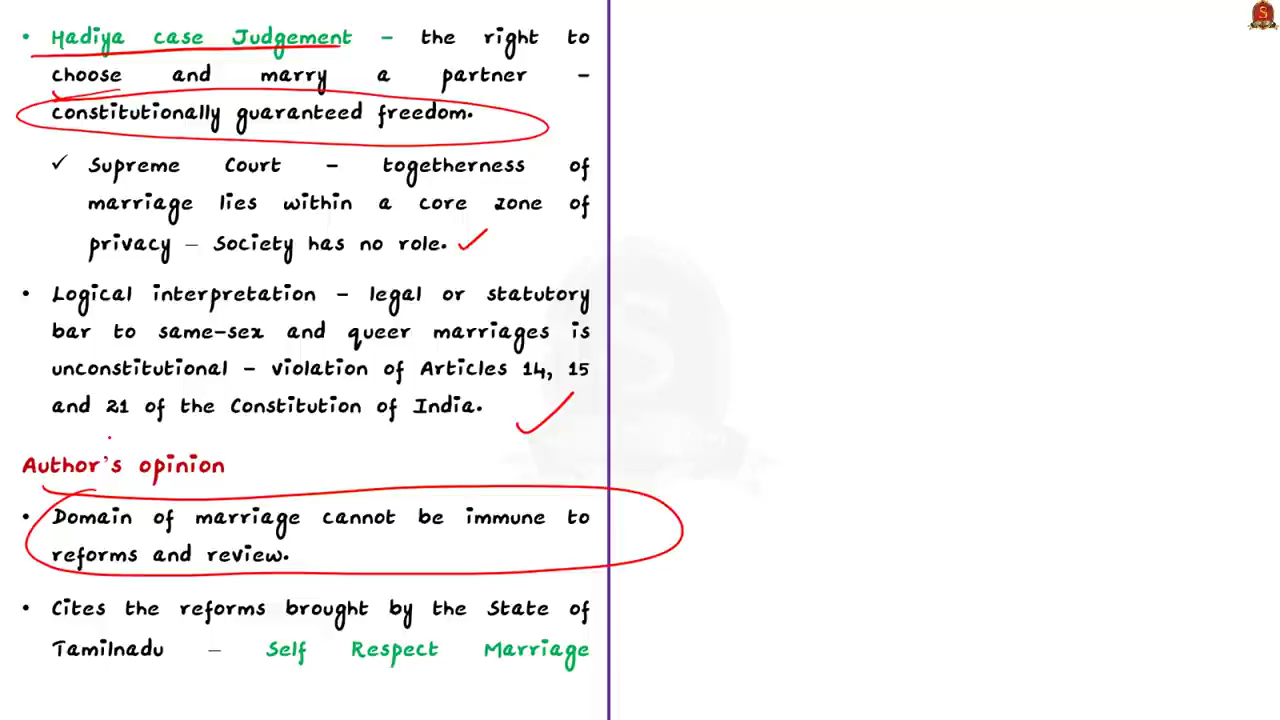 • Hadiya case Judgement – the right to
choose and marry a partner –
constitutionally guaranteed freedom.
✓ Supreme Court – togetherness of
marriage lies within a core zone of
privacy – Society has no role.
• Logical interpretation – legal or statutory
bar to same-sex and queer marriages is
unconstitutional – violation of Articles 14, 15
and 21 of the Constitution of India.
Author's opinion
• Domain of marriage cannot be immune to
reforms and review.
• Cites the reforms brought by the State of
Tamilnadu – Self Respect Marriage